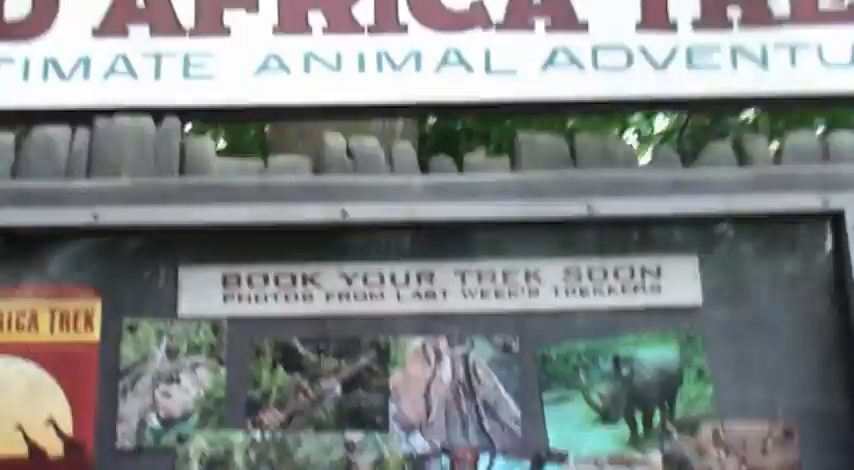 AFRICA TRE
TIMATE ANIMAL ADVENTU
BOOK YOUR TREK SOON
PHOTOS FROM LAST WEEK'S TREKKERS
RICA TREK